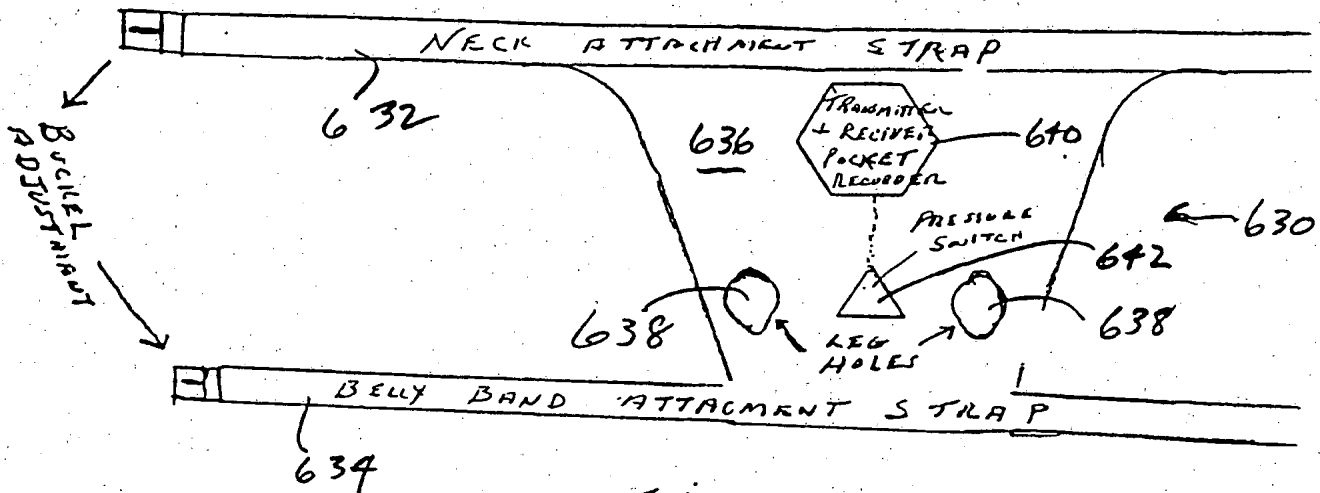 NECK ATTACHMENT STRAP
632
636
TRANSMITTER
+ RECIVER
POCKET
RECORDER
640
BUCKEL
ADJUSTMANT
630
PRESSURE
SWITCH
642
638
LEG
HOLES
638
BELLY BAND ATTACMENT STRAP
634